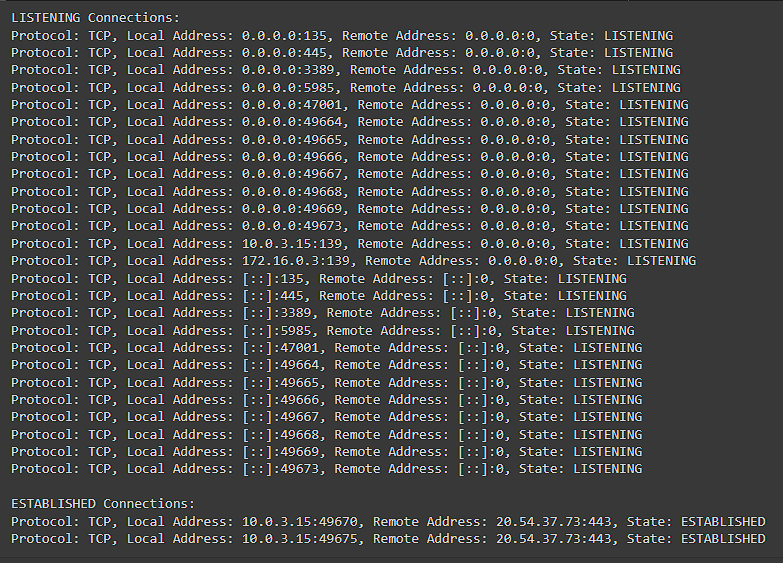 LISTENING Connections:
Protocol: TCP, Local Address: 0.0.0.0:135, Remote Address: 0.0.0.0:0, State: LISTENING
Protocol: TCP, Local Address: 0.0.0.0:445, Remote Address: 0.0.0.0:0, State: LISTENING
Protocol: TCP, Local Address: 0.0.0.0:3389, Remote Address: 0.0.0.0:0, State: LISTENING
Protocol: TCP, Local Address: 0.0.0.0:5985, Remote Address: 0.0.0.0:0, State: LISTENING
Protocol: TCP, Local Address: 0.0.0.0:47001, Remote Address: 0.0.0.0:0, State: LISTENING
Protocol: TCP, Local Address: 0.0.0.0:49664, Remote Address: 0.0.0.0:0, State: LISTENING
Protocol: TCP, Local Address: 0.0.0.0:49665, Remote Address: 0.0.0.0:0, State: LISTENING
Protocol: TCP, Local Address: 0.0.0.0:49666, Remote Address: 0.0.0.0:0, State: LISTENING
Protocol: TCP, Local Address: 0.0.0.0:49667, Remote Address: 0.0.0.0:0, State: LISTENING
Protocol: TCP, Local Address: 0.0.0.0:49668, Remote Address: 0.0.0.0:0, State: LISTENING
Protocol: TCP, Local Address: 0.0.0.0:49669, Remote Address: 0.0.0.0:0, State: LISTENING
Protocol: TCP, Local Address: 0.0.0.0:49673, Remote Address: 0.0.0.0:0, State: LISTENING
Protocol: TCP, Local Address: 10.0.3.15:139, Remote Address: 0.0.0.0:0, State: LISTENING
Protocol: TCP, Local Address: 172.16.0.3:139, Remote Address: 0.0.0.0:0, State: LISTENING
Protocol: TCP, Local Address: [::]:135, Remote Address: [::]:0, State: LISTENING
Protocol: TCP, Local Address: [::]:445, Remote Address: [::]:0, State: LISTENING
Protocol: TCP, Local Address: [::]:3389, Remote Address: [::]:0, State: LISTENING
Protocol: TCP, Local Address: [::]:5985, Remote Address: [::]:0, State: LISTENING
Protocol: TCP, Local Address: [::]:47001, Remote Address: [::]:0, State: LISTENING
Protocol: TCP, Local Address: [::]:49664, Remote Address: [::]:0, State: LISTENING
Protocol: TCP, Local Address: [::]:49665, Remote Address: [::]:0, State: LISTENING
Protocol: TCP, Local Address: [::]:49666, Remote Address: [::]:0, State: LISTENING
Protocol: TCP, Local Address: [::]:49667, Remote Address: [::]:0, State: LISTENING
Protocol: TCP, Local Address: [::]:49668, Remote Address: [::]:0, State: LISTENING
Protocol: TCP, Local Address: [::]:49669, Remote Address: [::]:0, State: LISTENING
Protocol: TCP, Local Address: [::]:49673, Remote Address: [::]:0, State: LISTENING
ESTABLISHED Connections:
Protocol: TCP, Local Address: 10.0.3.15:49670, Remote Address: 20.54.37.73:443, State: ESTABLISHED
Protocol: TCP, Local Address: 10.0.3.15:49675, Remote Address: 20.54.37.73:443, State: ESTABLISHED